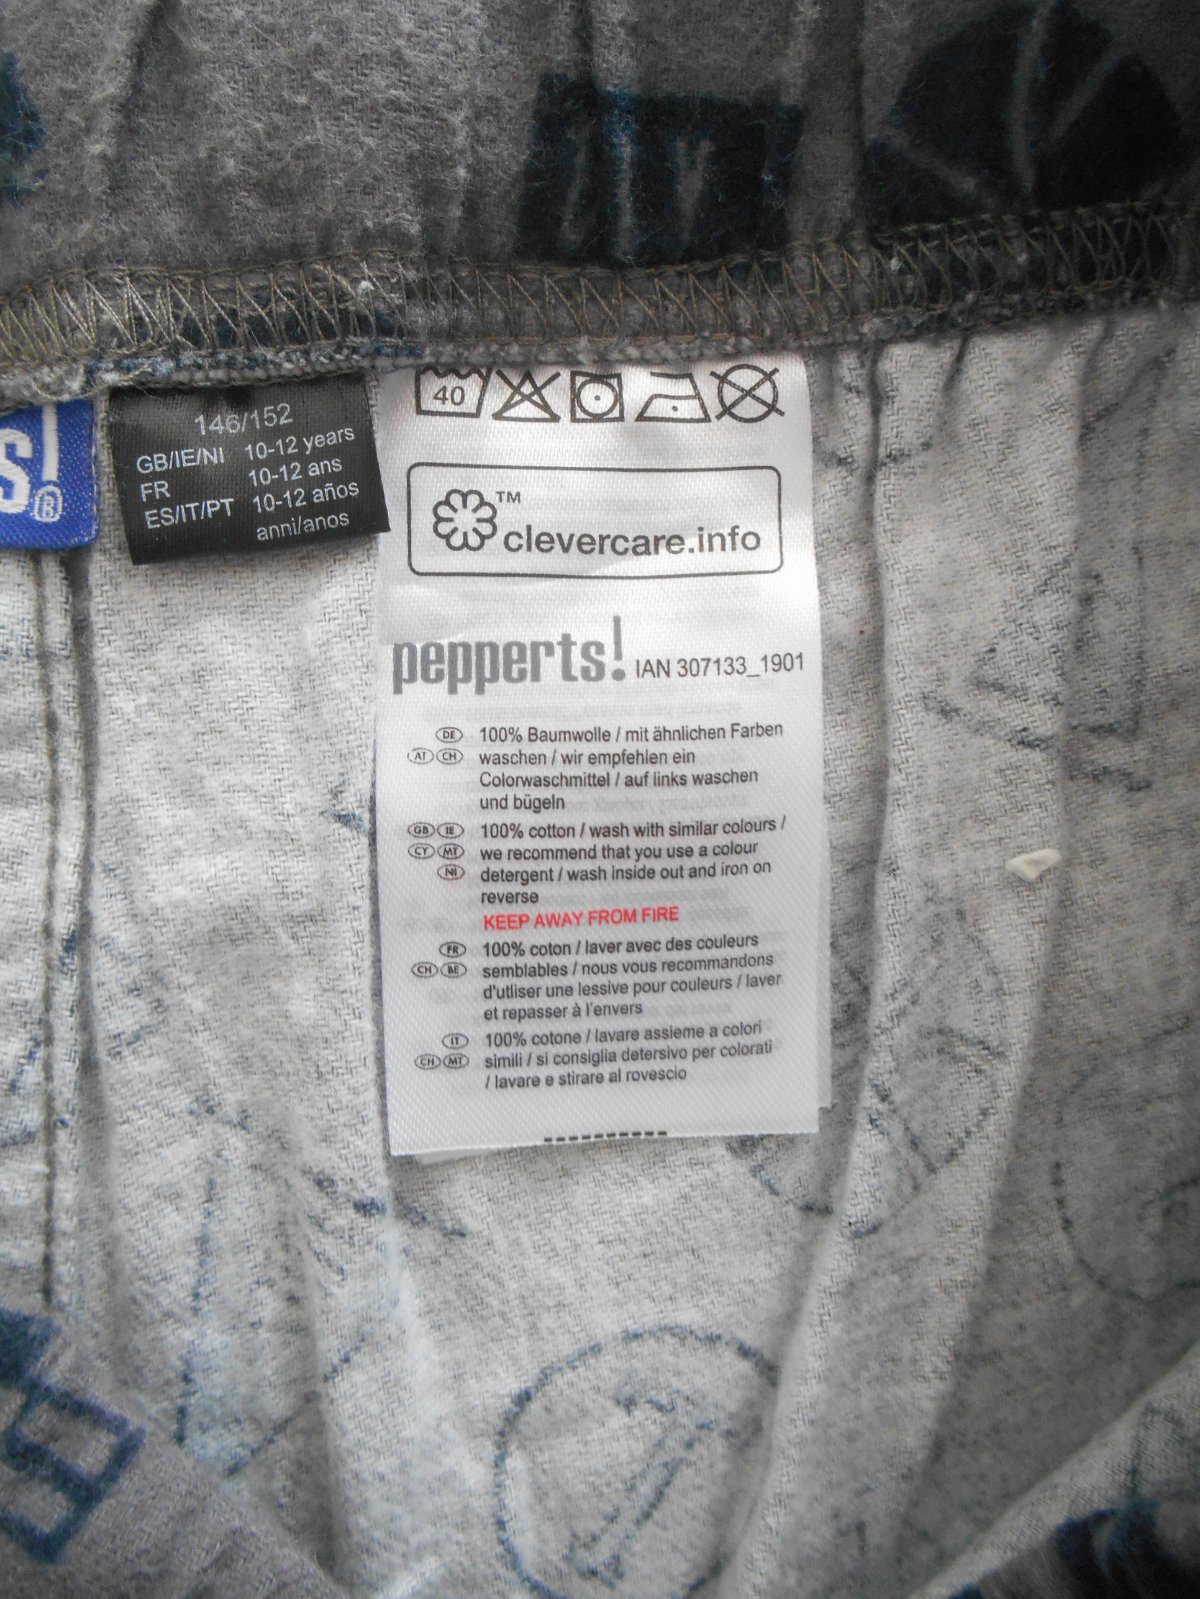 S!
®
146/152
GB/IE/NI 10-12 years
FR 10-12 ans
ES/IT/PT 10-12 años
anni/anos
40
™
clevercare.info
pepperts! IAN 307133_1901
DE 100% Baumwolle / mit ähnlichen Farben
AT CH waschen / wir empfehlen ein
Colorwaschmittel / auf links waschen
und bügeln
GB IE 100% cotton / wash with similar colours /
CY MT we recommend that you use a colour
NI detergent / wash inside out and iron on
reverse
KEEP AWAY FROM FIRE
FR 100% coton / laver avec des couleurs
CH BE semblables / nous vous recommandons
d'utliser une lessive pour couleurs / laver
et repasser à l'envers
IT 100% cotone / lavare assieme a colori
CH MT simili / si consiglia detersivo per colorati
/ lavare e stirare al rovescio